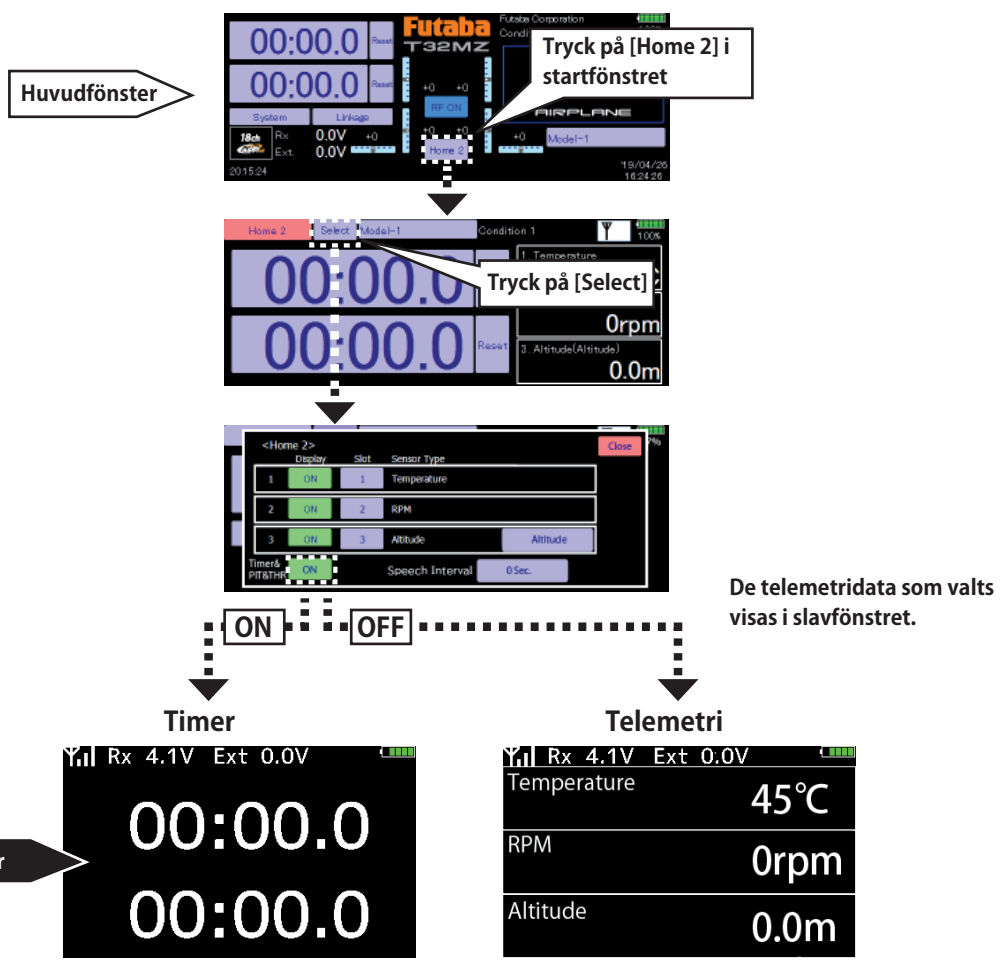 Huvudfönster
00:00.0
Reset
00:00.0
Reset
Futaba
T32MZ
Futaba Corporation
Tryck på [Home 2] i
startfönstret
+0 +0
RF ON
AIRPLANE
System
Linkage
18ch
Rx 0.0V +0
Ext. 0.0V
+0 +0
Home 2
+0
Model-1
20:15:24
'19/04/26
16:24:26
Home 2
Select
Model-1
Condition 1
100%
1. Temperature
Tryck på [Select]
00:00.0
0rpm
00:00.0
Reset
3. Altitude(Altitude)
0.0m
<Home 2>
Close
Display Slot Sensor Type
1 ON 1 Temperature
2 ON 2 RPM
3 ON 3 Altitude Altitude
Timer&
PIT&THR
ON
Speech Interval
0 Sec.
De telemetridata som valts
visas i slavfönstret.
ON
OFF
Timer
Rx 4.1V Ext 0.0V
00:00.0
00:00.0
Telemetri
Rx 4.1V Ext 0.0V
Temperature
45°C
RPM
0rpm
Altitude
0.0m